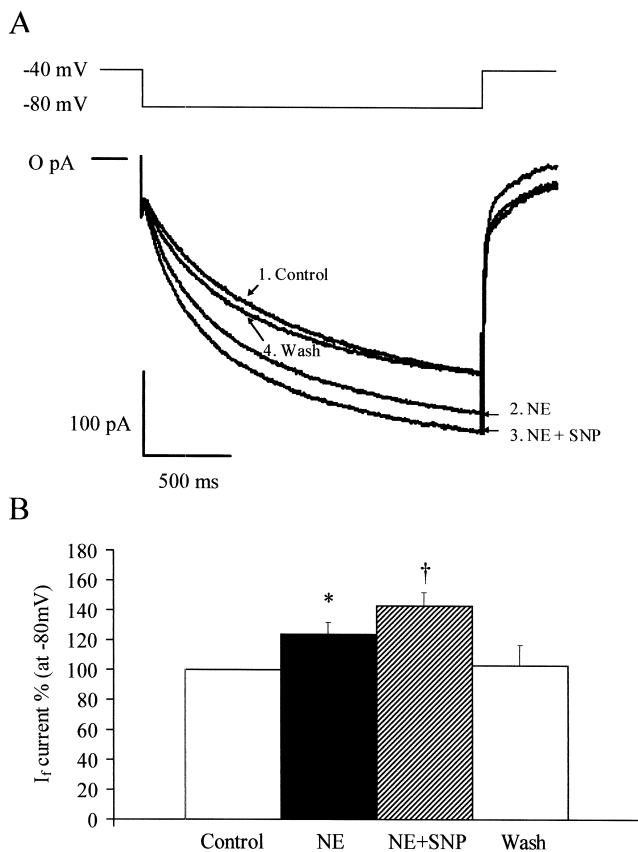 A
-40 mV
-80 mV
O pA
1. Control
4. Wash
2. NE
3. NE + SNP
100 pA
500 ms
B
If current % (at -80mV)
180
160
140
120
100
80
60
40
20
0
*
†
Control NE NE+SNP Wash